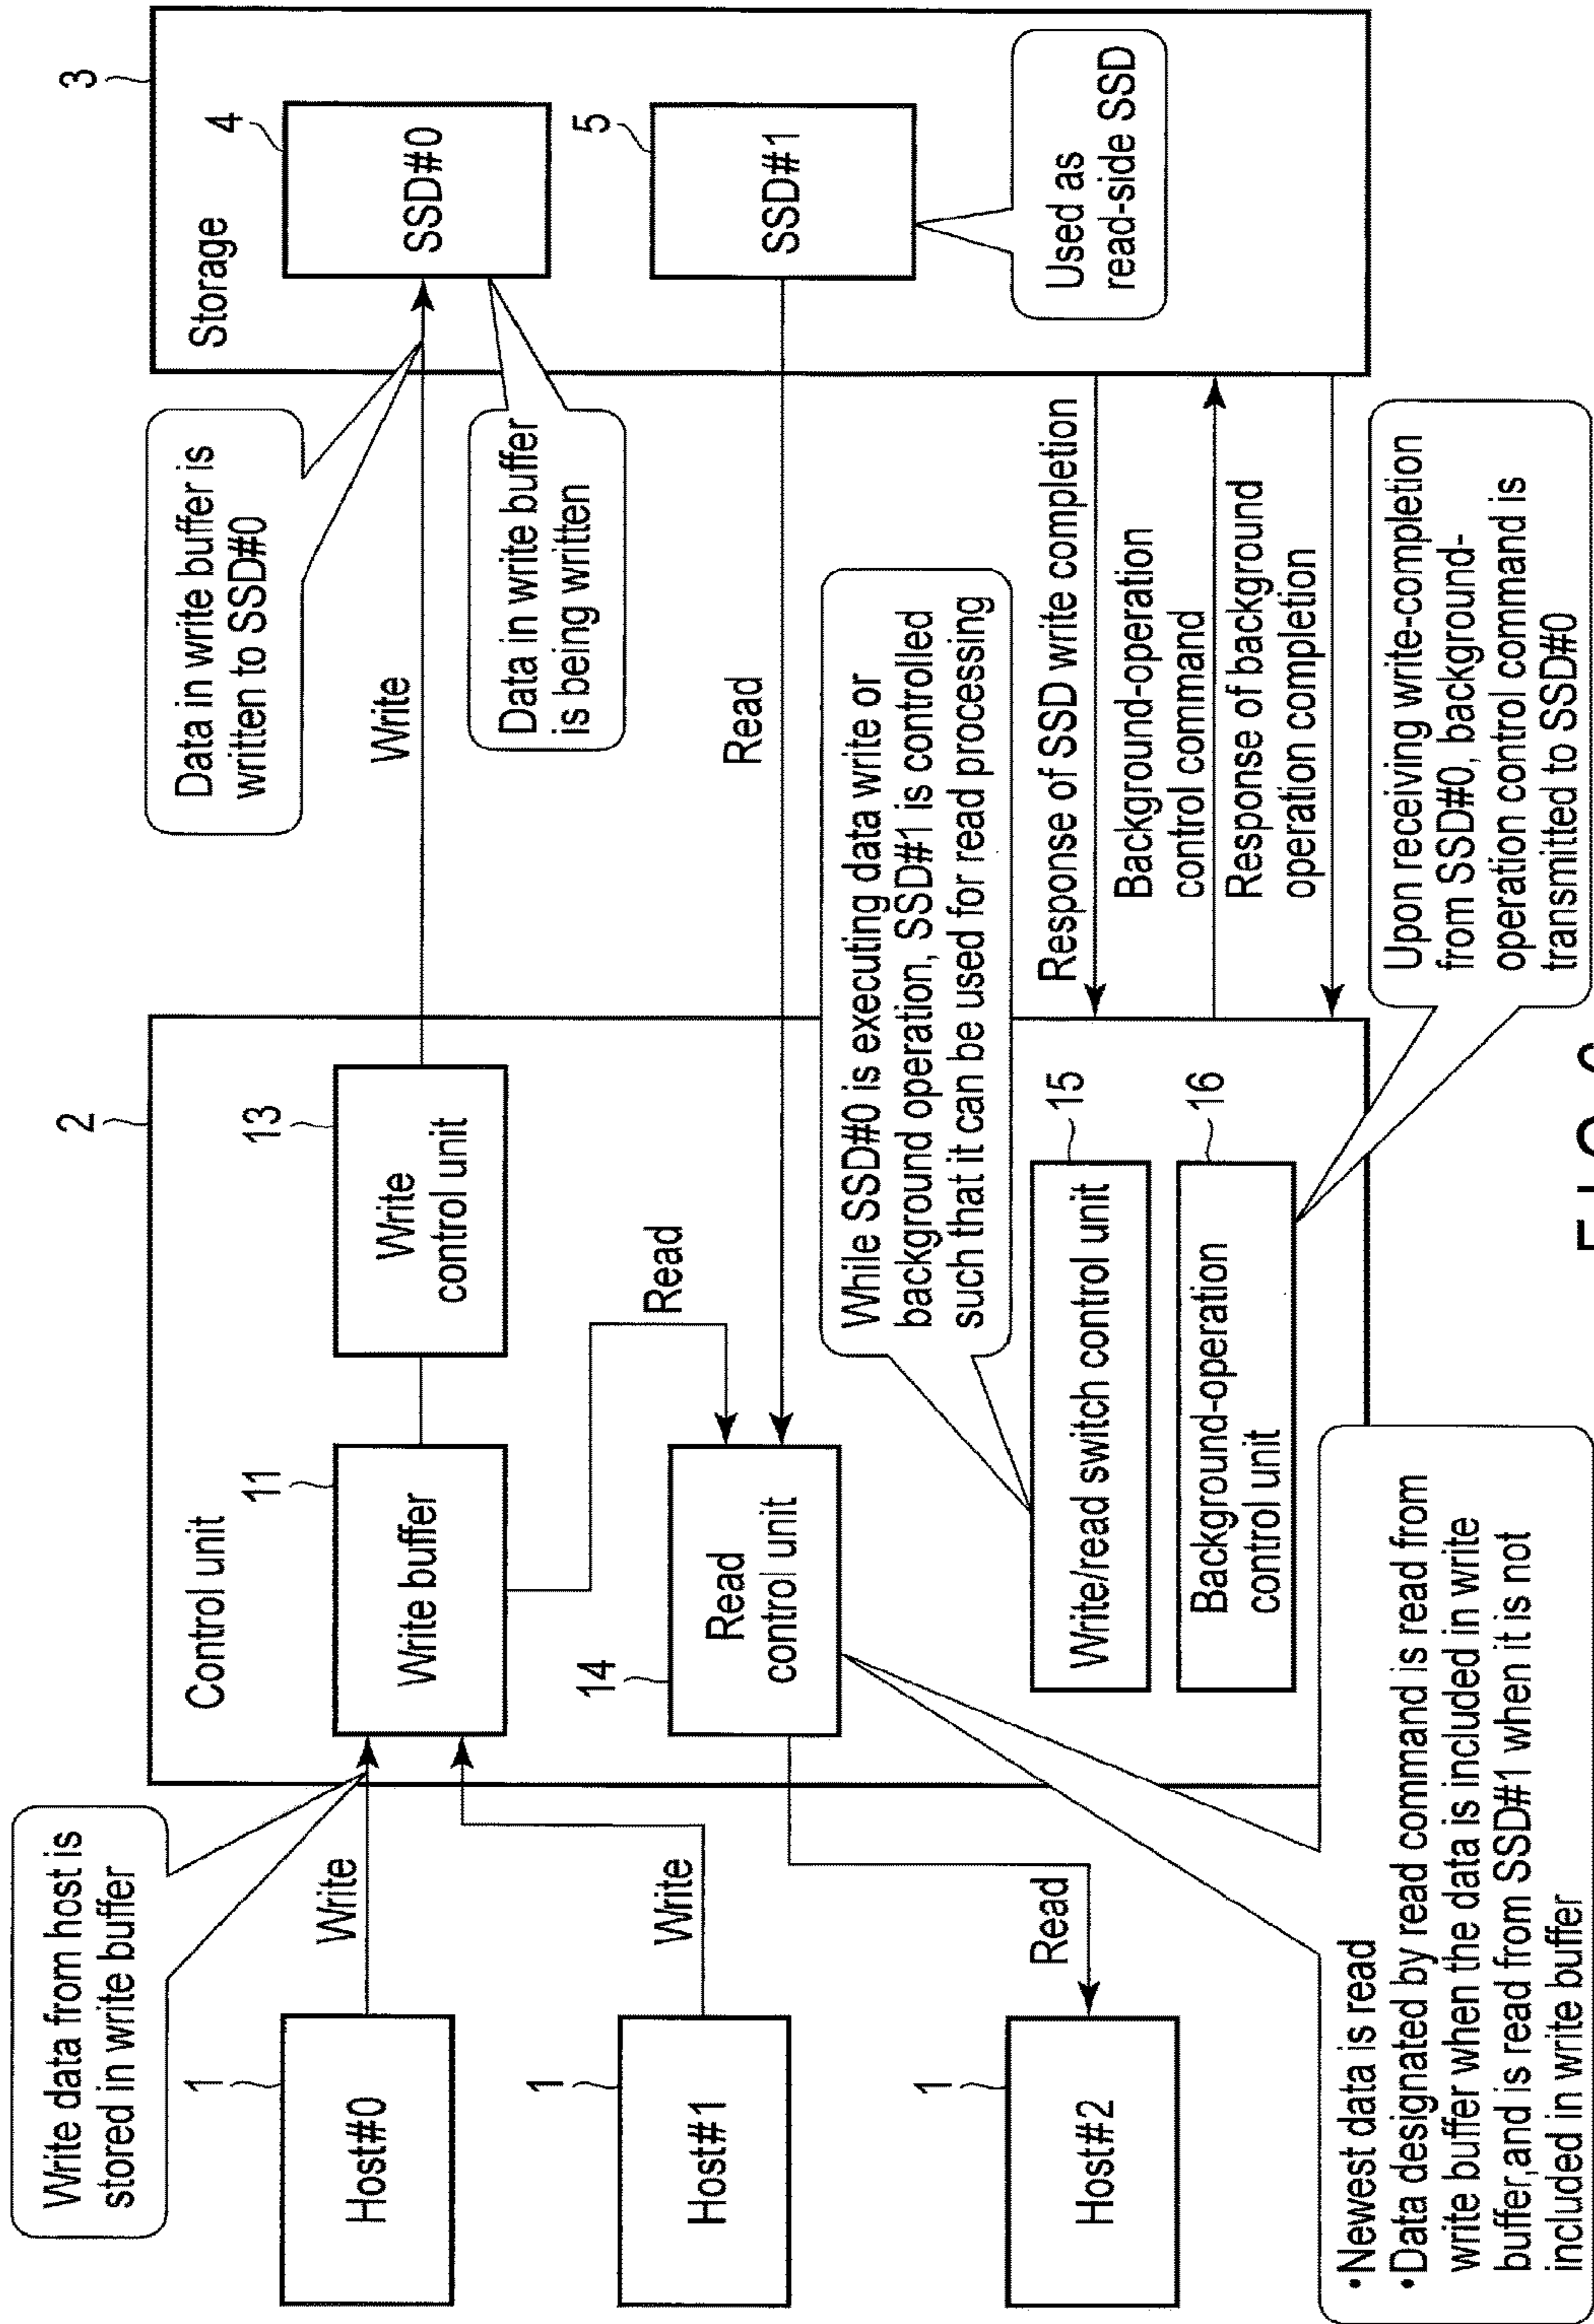 Write data from host is
stored in write buffer
1
Host#0
Write
1
Host#1
Write
1
Host#2
Read
2
Control unit
11
Write buffer
13
Write
control unit
Read
14
Read
control unit
Write/read switch control unit
15
Background-operation
control unit
16
•Newest data is read
•Data designated by read command is read from
write buffer when the data is included in write
buffer,and is read from SSD#1 when it is not
included in write buffer
While SSD#0 is executing data write or
background operation, SSD#1 is controlled
such that it can be used for read processing
Data in write buffer is
written to SSD#0
Write
Data in write buffer
is being written
Read
Response of SSD write completion
Background-operation
control command
Response of background
operation completion
Upon receiving write-completion
from SSD#0, background-
operation control command is
transmitted to SSD#0
3
Storage
4
SSD#0
5
SSD#1
Used as
read-side SSD